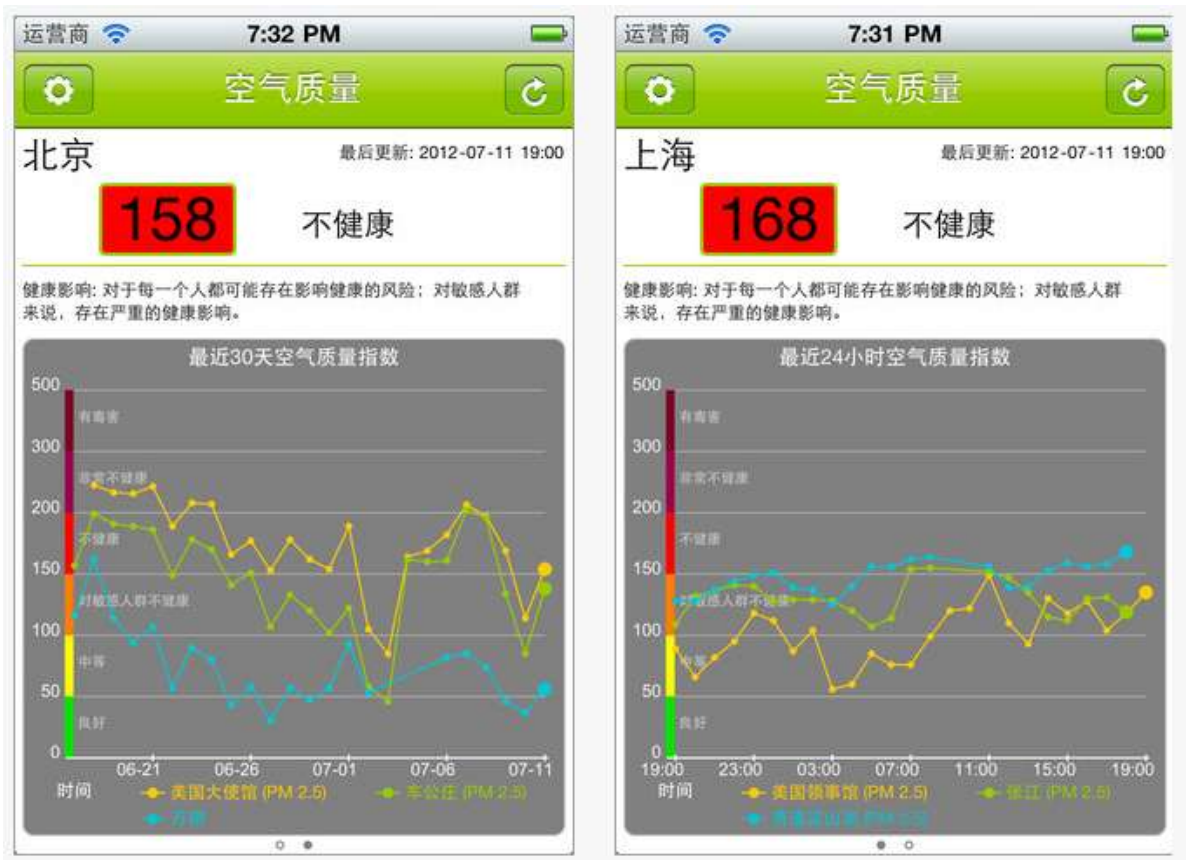 运营商 7:32 PM
空气质量
北京 最后更新: 2012-07-11 19:00
158 不健康
健康影响: 对于每一个人都可能存在影响健康的风险；对敏感人群
来说，存在严重的健康影响。
最近30天空气质量指数
500
有毒害
300
非常不健康
200
不健康
150
对敏感人群不健康
100
中等
50
良好
0
06-21 06-26 07-01 07-06 07-11
时间 美国大使馆 (PM 2.5) 车公庄 (PM 2.5)
运营商 7:31 PM
空气质量
上海 最后更新: 2012-07-11 19:00
168 不健康
健康影响: 对于每一个人都可能存在影响健康的风险；对敏感人群
来说，存在严重的健康影响。
最近24小时空气质量指数
500
有毒害
300
非常不健康
200
不健康
150
对敏感人群不健康
100
中等
50
良好
0
19:00 23:00 03:00 07:00 11:00 15:00 19:00
时间 美国领事馆 (PM 2.5) 张江 (PM 2.5)
(PM 2.5)